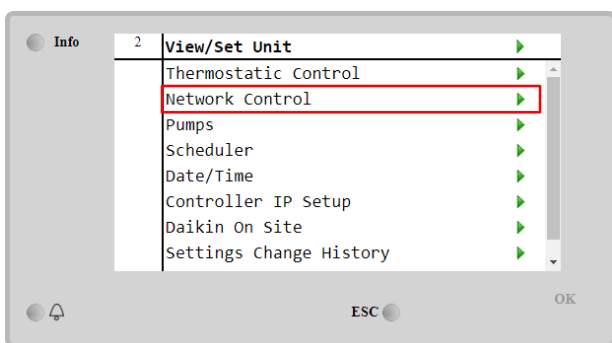 Info
2 View/Set Unit
Thermostatic Control
Network Control
Pumps
Scheduler
Date/Time
Controller IP Setup
Daikin On Site
Settings Change History
ESC
OK